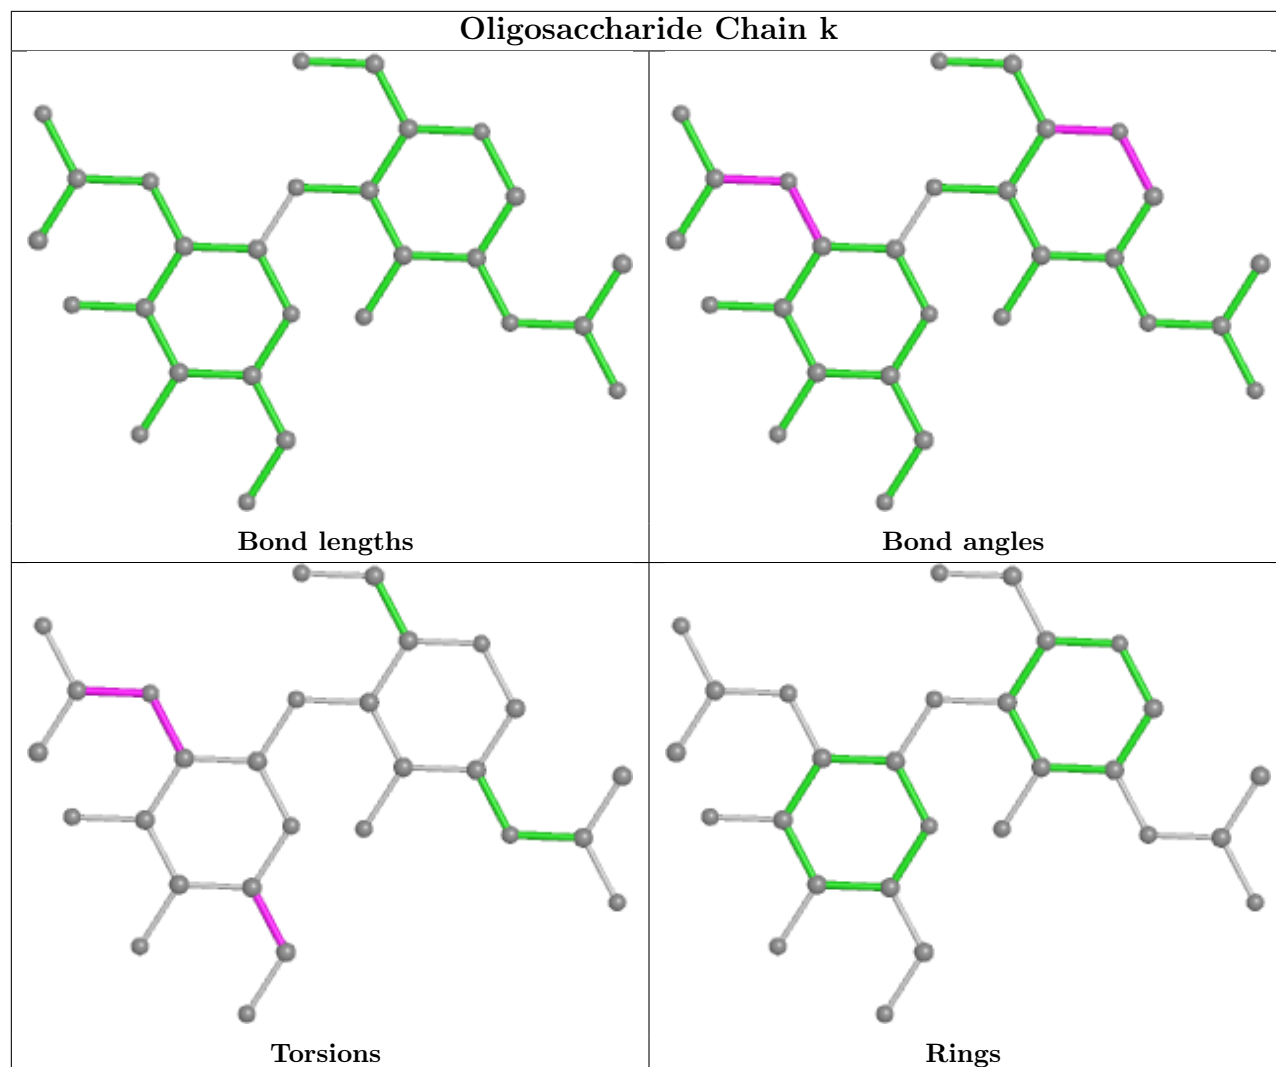 Oligosaccharide Chain k
Bond lengths
Bond angles
Torsions
Rings